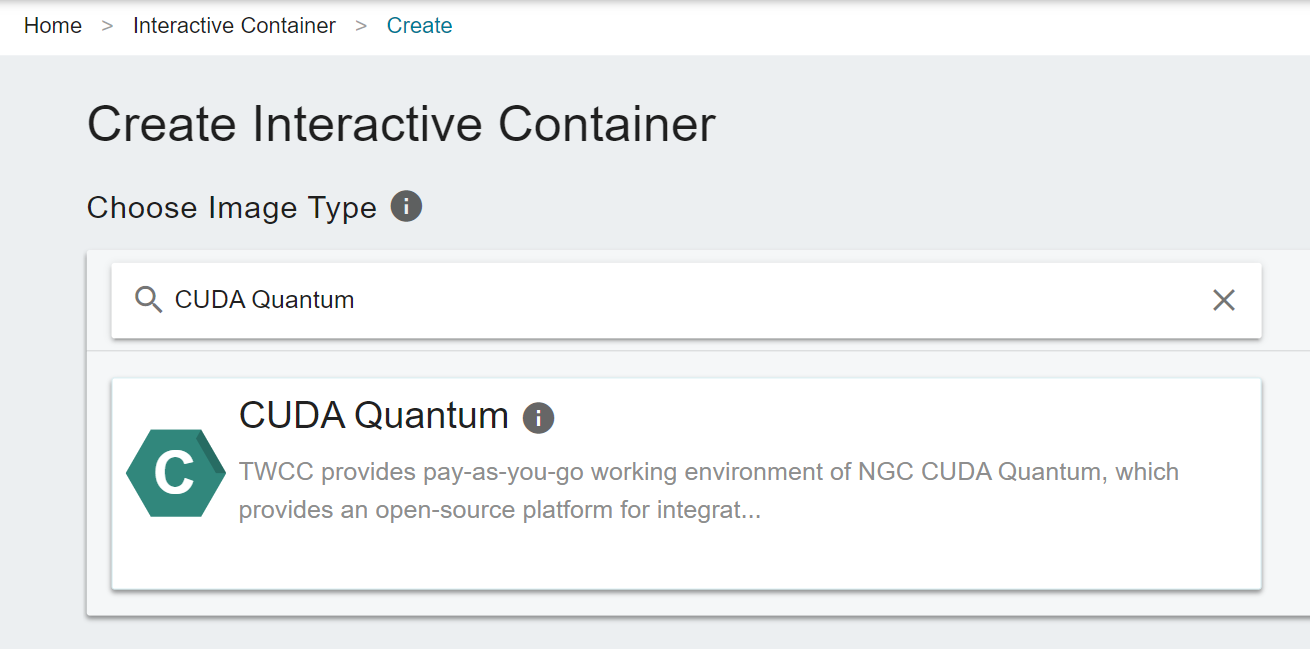 Home > Interactive Container > Create
Create Interactive Container
Choose Image Type i
CUDA Quantum
CUDA Quantum i
C
TWCC provides pay-as-you-go working environment of NGC CUDA Quantum, which
provides an open-source platform for integrat...